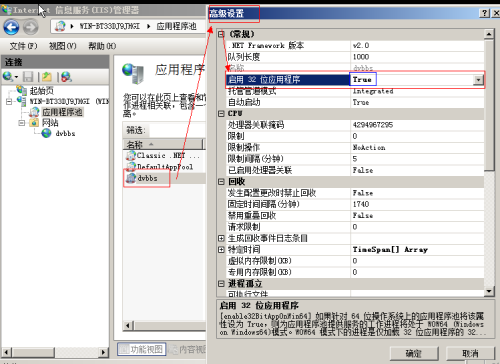 Internet 信息服务(IIS)管理器
WIN-BT33DJ9JMGI
应用程序池
文件(F) 视图(V) 帮助(H)
连接
起始页
WIN-BT33DJ9JMGI (WIN
应用程序池
网站
dvbbs
应用程序
您可以在此页上查看和
作进程相关联，包含一
高。
筛选:
名称
Classic .NET ...
DefaultAppPool
dvbbs
功能视图 内容视
高级设置
(常规)
.NET Framework 版本 v2.0
队列长度 1000
名称 dvbbs
启用 32 位应用程序 True
托管管道模式 Integrated
自动启动 True
CPU
处理器关联掩码 4294967295
限制 0
限制操作 NoAction
限制间隔(分钟) 5
已启用处理器关联 False
回收
发生配置更改时禁止回收 False
固定时间间隔(分钟) 1740
禁用重叠回收 False
请求限制 0
生成回收事件日志条目
特定时间 TimeSpan[] Array
虚拟内存限制(KB) 0
专用内存限制(KB) 0
进程孤立
可执行文件
启用 32 位应用程序
[enable32BitAppOnWin64] 如果针对 64 位操作系统上的应用程序池将该属
性设为 True，则为应用程序池提供服务的工作进程将处于 WOW64 (Windows
on Windows64)模式。WOW64 模式下的进程是仅加载 32 位应用程序的 32...
确定 取消